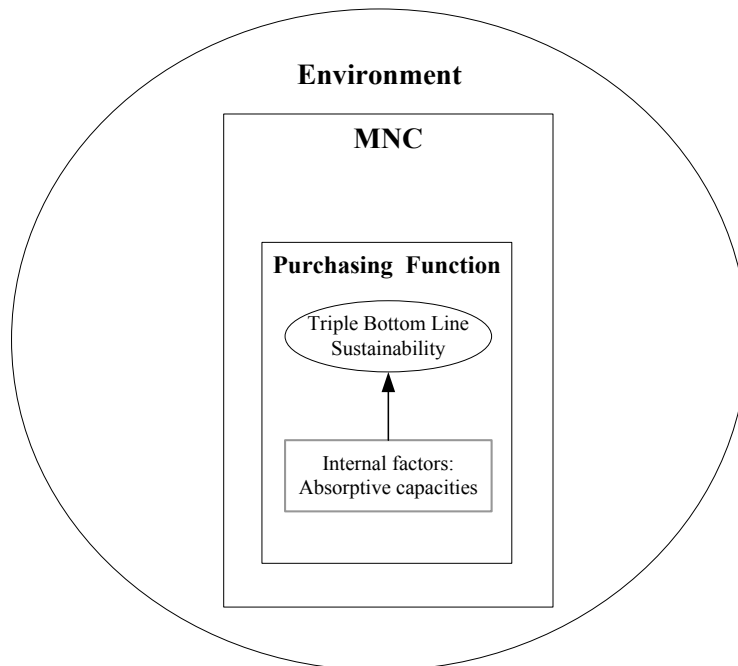 Environment
MNC
Purchasing Function
Triple Bottom Line
Sustainability
Internal factors:
Absorptive capacities